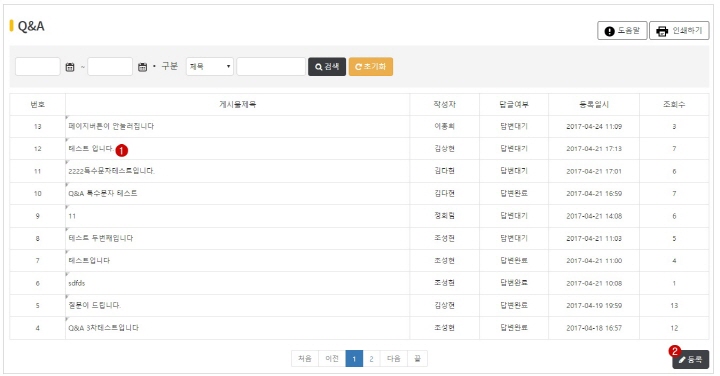 Q&A
도움말 인쇄하기
~ • 구분 제목 검색 초기화
번호 게시물제목 작성자 답글여부 등록일시 조회수
13 페이지버튼이 안눌러집니다 이홍희 답변대기 2017-04-24 11:09 3
12 테스트 입니다 1 김상현 답변대기 2017-04-21 17:13 7
11 2222특수문자테스트입니다. 김다현 답변대기 2017-04-21 17:01 6
10 Q&A 특수문자 테스트 김다현 답변완료 2017-04-21 16:59 7
9 11 답변대기 2017-04-21 14:08 6
8 테스트 두번째입니다 조성현 답변대기 2017-04-21 11:03 5
7 테스트입니다 조성현 답변완료 2017-04-21 11:00 4
6 sdfds 조성현 답변완료 2017-04-21 10:08 1
5 질문이 드립니다. 김상현 답변완료 2017-04-19 19:59 13
4 Q&A 3차테스트입니다 조성현 답변완료 2017-04-18 16:57 12
처음 이전 1 2 다음 끝
2 등록